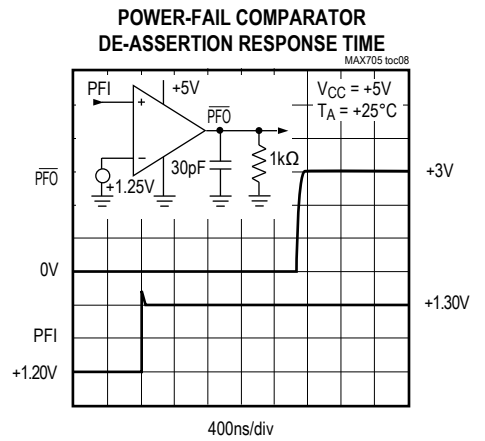 POWER-FAIL COMPARATOR
DE-ASSERTION RESPONSE TIME
MAX705 toc08
PFI
+5V
VCC = +5V
TA = +25°C
PFO
+
−
30pF
1kΩ
+1.25V
PFO
+3V
0V
+1.30V
PFI
+1.20V
400ns/div